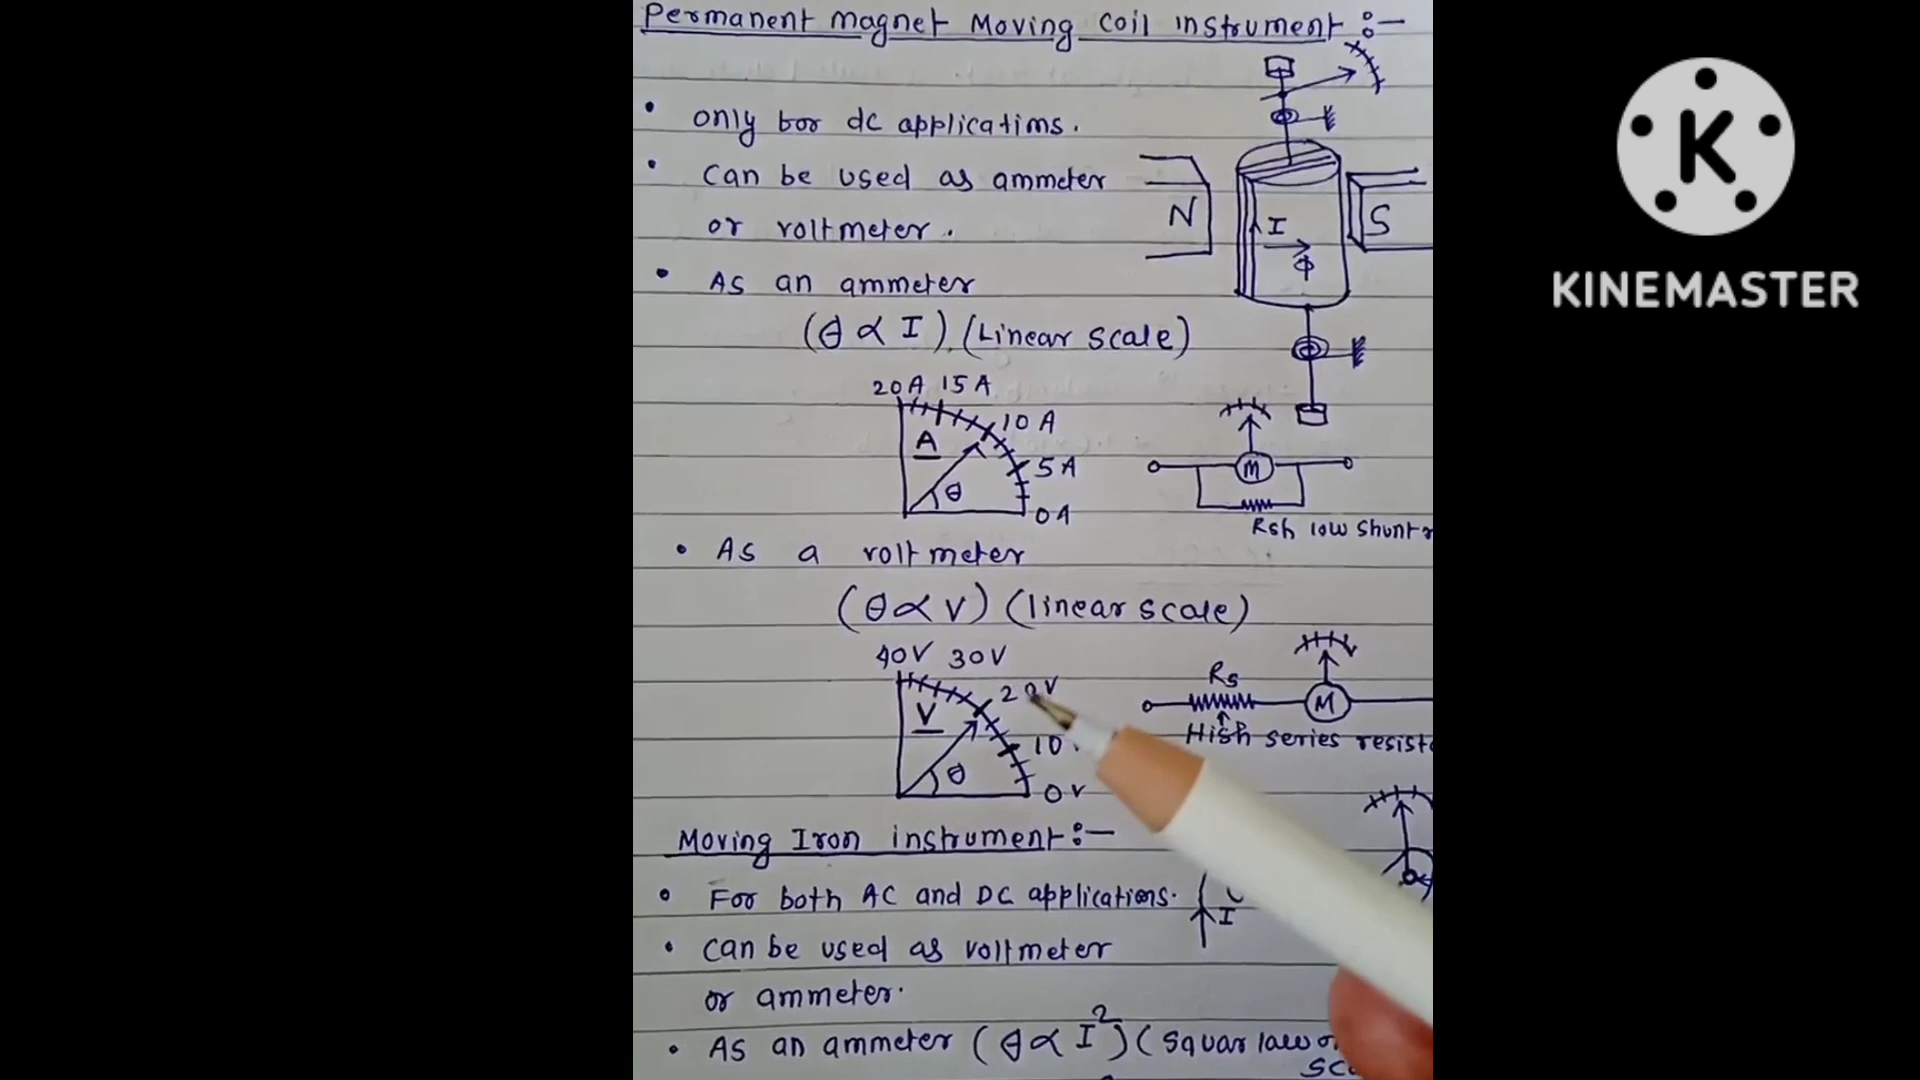 Permanent magnet Moving coil instrument :-
• only for dc applications.
• can be used as ammeter
or voltmeter.
• As an ammeter
(θ ∝ I) (Linear scale)
20A 15A
10A
A
5A
θ
0A
N
I
Φ
S
M
Rsh low shunt
• As a voltmeter
(θ ∝ V) (linear scale)
40V 30V
20V
V
10
θ
0V
Rs
M
High series
Moving Iron instrument :-
• For both AC and DC applications.
I
• can be used as voltmeter
or ammeter.
• As an ammeter (θ ∝ I²) (squar law
K
KINEMASTER